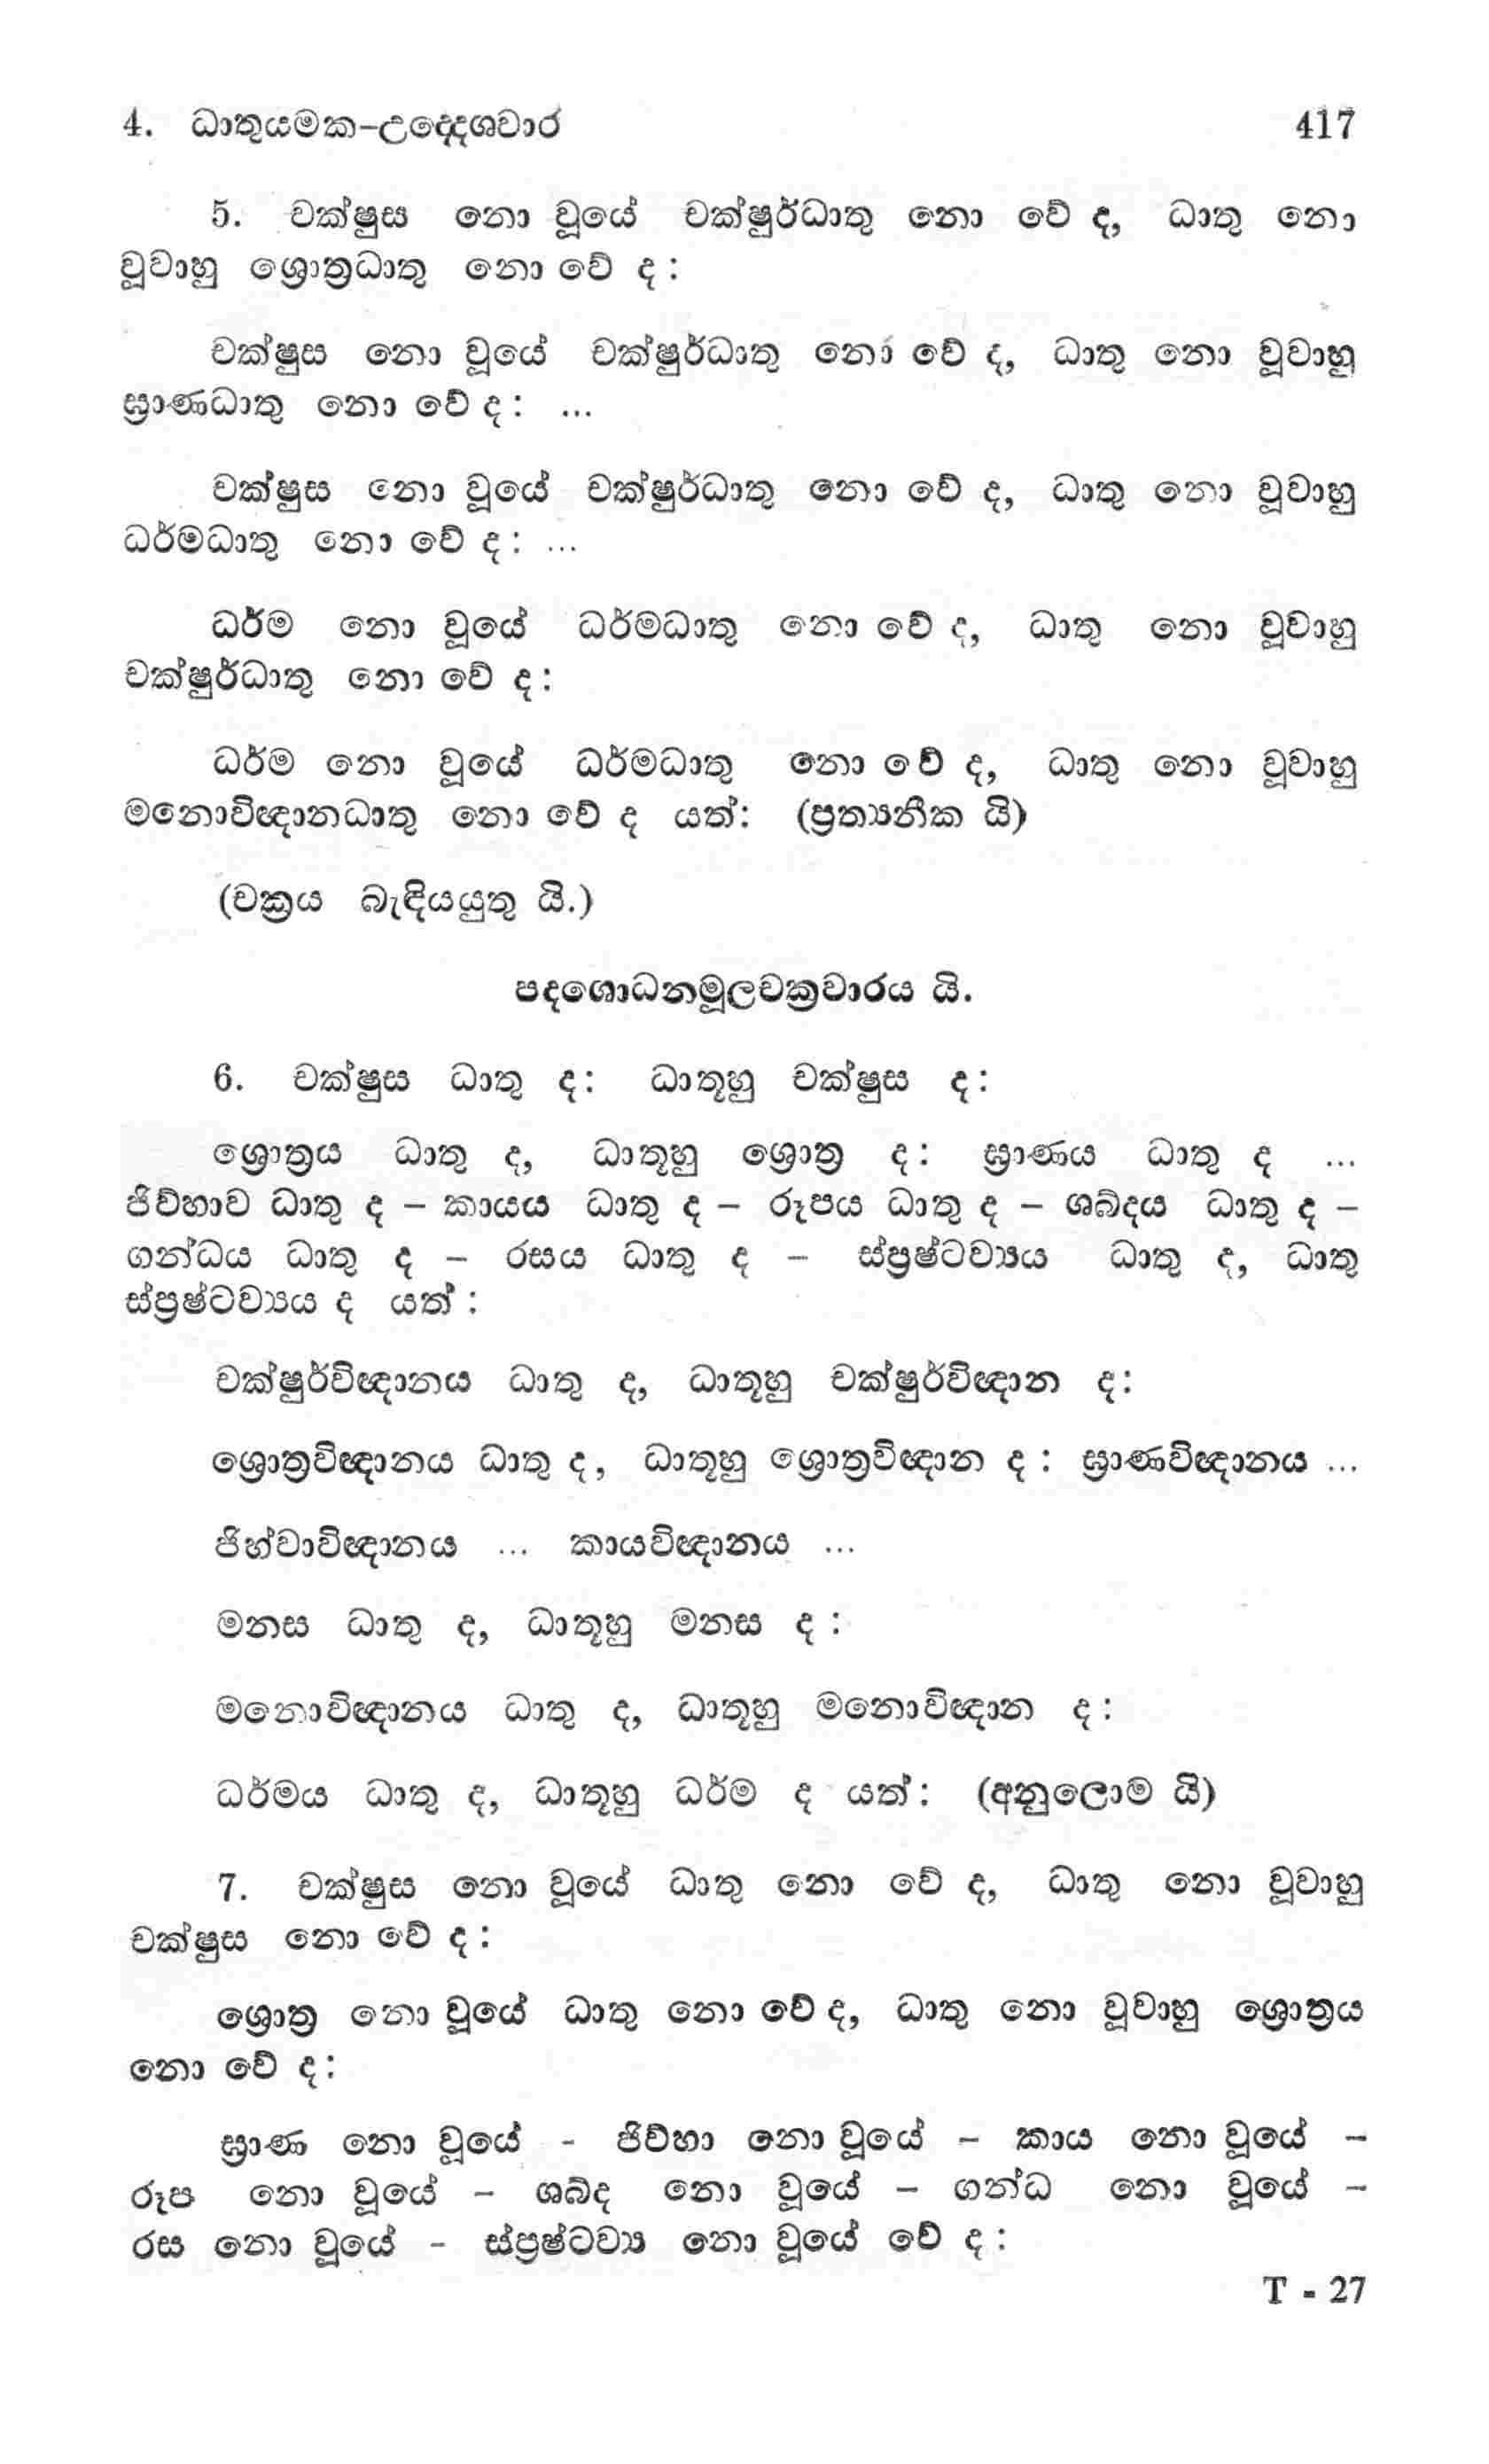 4. ධාතුයමක-උද්දෙශවාර 417
5. චක්ෂුස නො වූයේ චක්ෂුර්ධාතු නො වේ ද, ධාතු නො
වූවාහු ශ්‍රොත්‍රධාතු නො වේ ද:
චක්ෂුස නො වූයේ චක්ෂුර්ධාතු නො වේ ද, ධාතු නො වූවාහු
ඝ්‍රාණධාතු නො වේ ද: ...
චක්ෂුස නො වූයේ චක්ෂුර්ධාතු නො වේ ද, ධාතු නො වූවාහු
ධර්මධාතු නො වේ ද: ...
ධර්ම නො වූයේ ධර්මධාතු නො වේ ද, ධාතු නො වූවාහු
චක්ෂුර්ධාතු නො වේ ද:
ධර්ම නො වූයේ ධර්මධාතු නො වේ ද, ධාතු නො වූවාහු
මනොවිඥානධාතු නො වේ ද යත්: (ප්‍රත්‍යනීක යි)
(චක්‍රය බැඳියයුතු යි.)
පදශොධනමූලචක්‍රවාරය යි.
6. චක්ෂුස ධාතු ද: ධාතූහු චක්ෂුස ද:
ශ්‍රොත්‍රය ධාතු ද, ධාතූහු ශ්‍රොත්‍ර ද: ඝ්‍රාණය ධාතු ද ...
ජිව්හාව ධාතු ද – කායය ධාතු ද – රූපය ධාතු ද – ශබ්දය ධාතු ද –
ගන්ධය ධාතු ද – රසය ධාතු ද – ස්ප්‍රෂ්ටව්‍යය ධාතු ද, ධාතු
ස්ප්‍රෂ්ටව්‍යය ද යත්:
චක්ෂුර්විඥානය ධාතු ද, ධාතූහු චක්ෂුර්විඥාන ද:
ශ්‍රොත්‍රවිඥානය ධාතු ද, ධාතූහු ශ්‍රොත්‍රවිඥාන ද: ඝ්‍රාණවිඥානය ...
ජිහ්වාවිඥානය ... කායවිඥානය ...
මනස ධාතු ද, ධාතූහු මනස ද:
මනොවිඥානය ධාතු ද, ධාතූහු මනොවිඥාන ද:
ධර්මය ධාතු ද, ධාතූහු ධර්ම ද යත්: (අනුලොම යි)
7. චක්ෂුස නො වූයේ ධාතු නො වේ ද, ධාතු නො වූවාහු
චක්ෂුස නො වේ ද:
ශ්‍රොත්‍ර නො වූයේ ධාතු නො වේ ද, ධාතු නො වූවාහු ශ්‍රොත්‍රය
නො වේ ද:
ඝ්‍රාණ නො වූයේ - ජිව්හා නො වූයේ – කාය නො වූයේ –
රූප නො වූයේ – ශබ්ද නො වූයේ – ගන්ධ නො වූයේ –
රස නො වූයේ - ස්ප්‍රෂ්ටව්‍ය නො වූයේ වේ ද:
T - 27